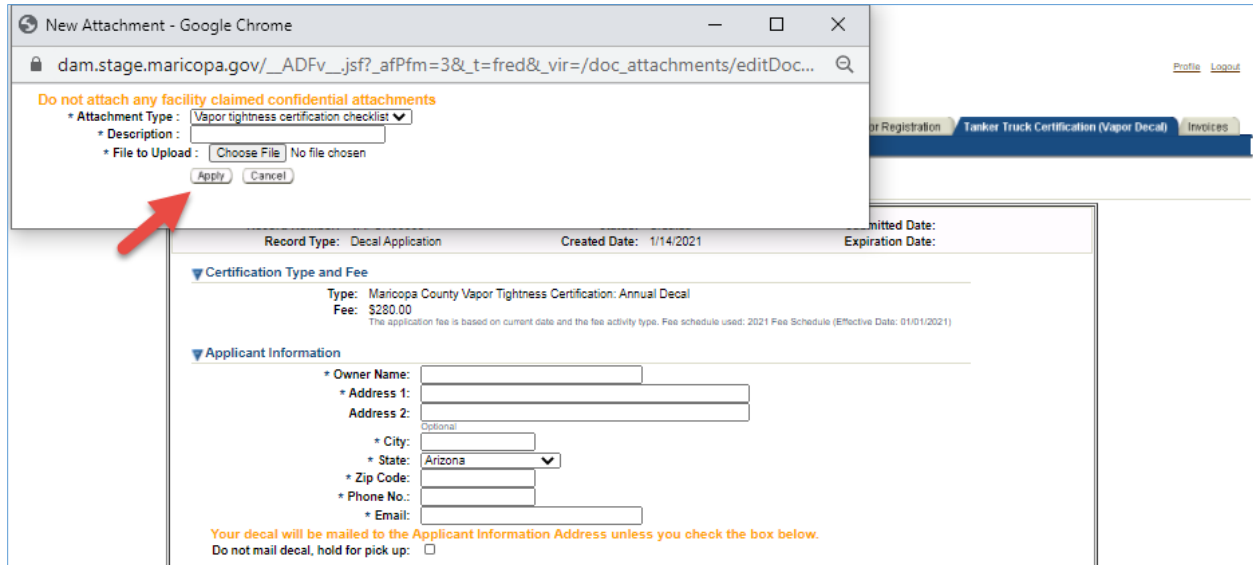 New Attachment - Google Chrome
dam.stage.maricopa.gov/__ADFv__.jsf?_afPfm=3&_t=fred&_vir=/doc_attachments/editDoc...
Do not attach any facility claimed confidential attachments
* Attachment Type : Vapor tightness certification checklist
* Description :
* File to Upload : Choose File No file chosen
Apply Cancel
Profile Logout
or Registration Tanker Truck Certification (Vapor Decal) Invoices
mitted Date:
Record Type: Decal Application Created Date: 1/14/2021 Expiration Date:
Certification Type and Fee
Type: Maricopa County Vapor Tightness Certification: Annual Decal
Fee: $280.00
The application fee is based on current date and the fee activity type. Fee schedule used: 2021 Fee Schedule (Effective Date: 01/01/2021)
Applicant Information
* Owner Name:
* Address 1:
Address 2:
Optional
* City:
* State: Arizona
* Zip Code:
* Phone No.:
* Email:
Your decal will be mailed to the Applicant Information Address unless you check the box below.
Do not mail decal, hold for pick up: